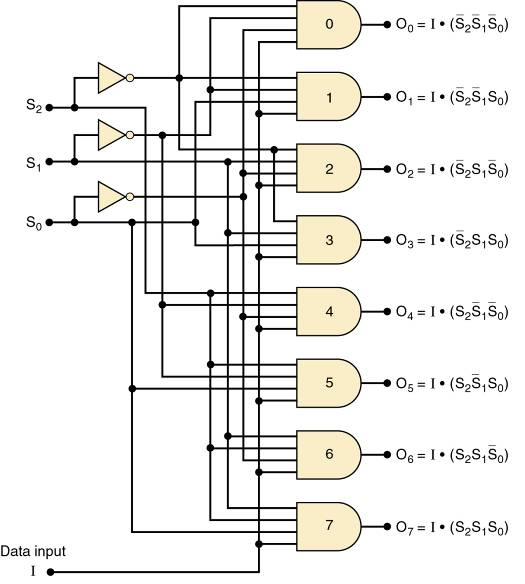 0 O₀ = I • (S̄₂S̄₁S̄₀)
1 O₁ = I • (S̄₂S̄₁S₀)
S₂
S₁
2 O₂ = I • (S̄₂S₁S̄₀)
S₀
3 O₃ = I • (S̄₂S₁S₀)
4 O₄ = I • (S₂S̄₁S̄₀)
5 O₅ = I • (S₂S̄₁S₀)
6 O₆ = I • (S₂S₁S̄₀)
7 O₇ = I • (S₂S₁S₀)
Data input
I